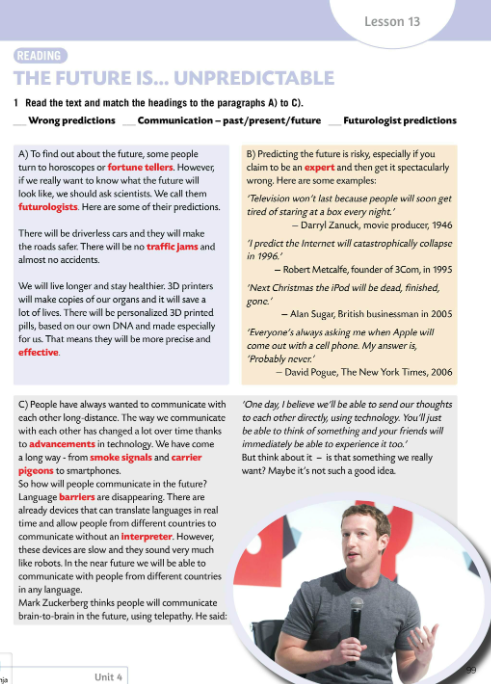 Lesson 13
READING
THE FUTURE IS... UNPREDICTABLE
1 Read the text and match the headings to the paragraphs A) to C).
__ Wrong predictions __ Communication – past/present/future __ Futurologist predictions
A) To find out about the future, some people
turn to horoscopes or fortune tellers. However,
if we really want to know what the future will
look like, we should ask scientists. We call them
futurologists. Here are some of their predictions.
There will be driverless cars and they will make
the roads safer. There will be no traffic jams and
almost no accidents.
We will live longer and stay healthier. 3D printers
will make copies of our organs and it will save a
lot of lives. There will be personalized 3D printed
pills, based on our own DNA and made especially
for us. That means they will be more precise and
effective.
B) Predicting the future is risky, especially if you
claim to be an expert and then get it spectacularly
wrong. Here are some examples:
‘Television won’t last because people will soon get
tired of staring at a box every night.’
– Darryl Zanuck, movie producer, 1946
‘I predict the Internet will catastrophically collapse
in 1996.’
– Robert Metcalfe, founder of 3Com, in 1995
‘Next Christmas the iPod will be dead, finished,
gone.’
– Alan Sugar, British businessman in 2005
‘Everyone’s always asking me when Apple will
come out with a cell phone. My answer is,
‘Probably never.’
– David Pogue, The New York Times, 2006
C) People have always wanted to communicate with
each other long-distance. The way we communicate
with each other has changed a lot over time thanks
to advancements in technology. We have come
a long way - from smoke signals and carrier
pigeons to smartphones.
So how will people communicate in the future?
Language barriers are disappearing. There are
already devices that can translate languages in real
time and allow people from different countries to
communicate without an interpreter. However,
these devices are slow and they sound very much
like robots. In the near future we will be able to
communicate with people from different countries
in any language.
Mark Zuckerberg thinks people will communicate
brain-to-brain in the future, using telepathy. He said:
‘One day, I believe we’ll be able to send our thoughts
to each other directly, using technology. You’ll just
be able to think of something and your friends will
immediately be able to experience it too.’
But think about it – is that something we really
want? Maybe it’s not such a good idea.
99
nja
Unit 4